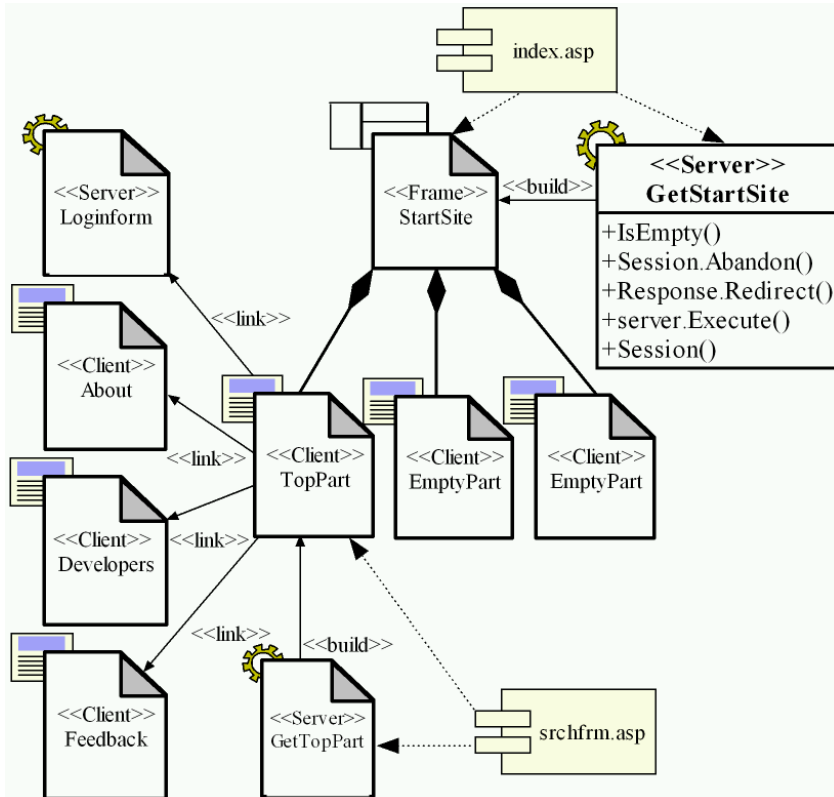 index.asp
<<Server>>
Loginform
<<Frame>>
StartSite
<<build>>
<<Server>>
GetStartSite
+IsEmpty()
+Session.Abandon()
+Response.Redirect()
+server.Execute()
+Session()
<<link>>
<<Client>>
About
<<link>>
<<Client>>
TopPart
<<Client>>
EmptyPart
<<Client>>
EmptyPart
<<Client>>
Developers
<<link>>
<<link>>
<<build>>
<<Client>>
Feedback
<<Server>>
GetTopPart
srchfrm.asp